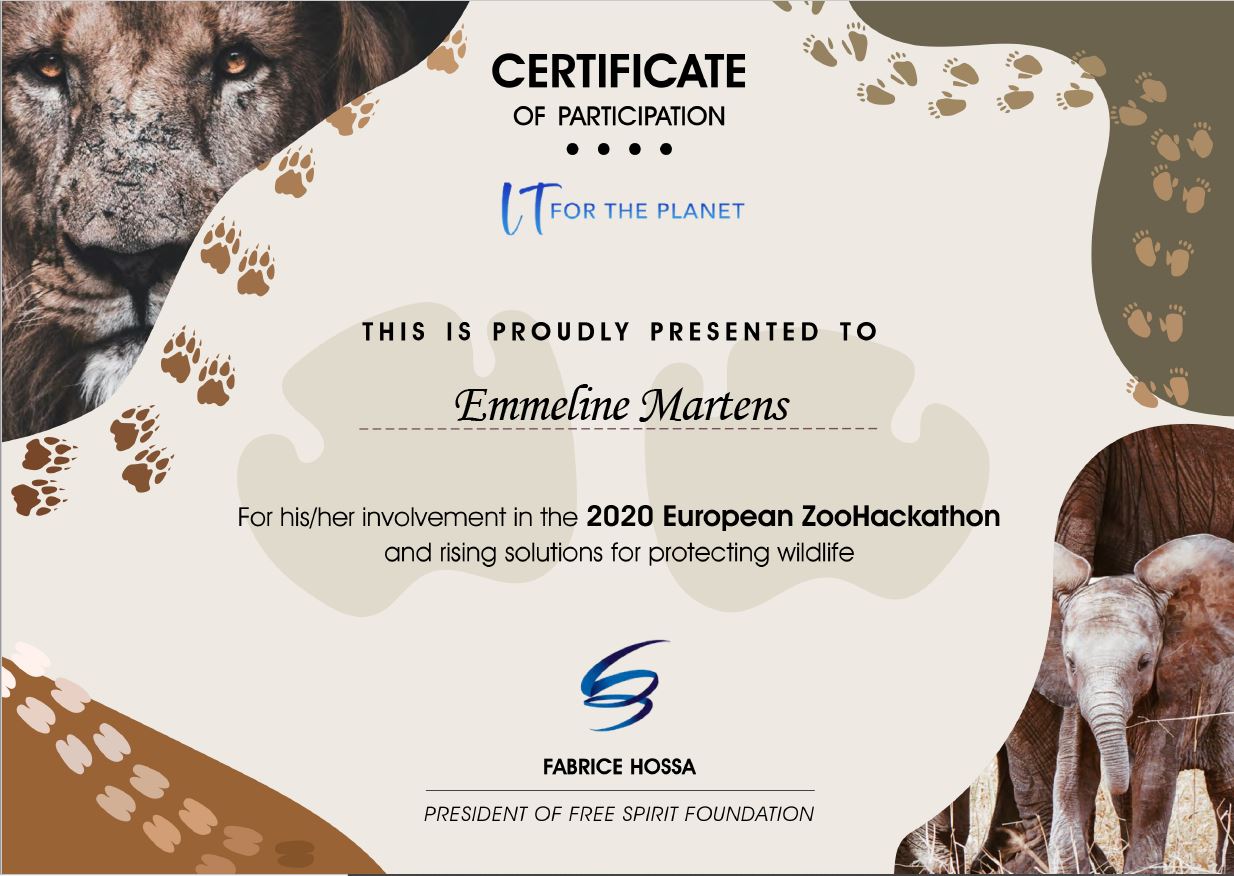 CERTIFICATE
OF PARTICIPATION
IT FOR THE PLANET
THIS IS PROUDLY PRESENTED TO
Emmeline Martens
For his/her involvement in the 2020 European ZooHackathon
and rising solutions for protecting wildlife
FABRICE HOSSA
PRESIDENT OF FREE SPIRIT FOUNDATION